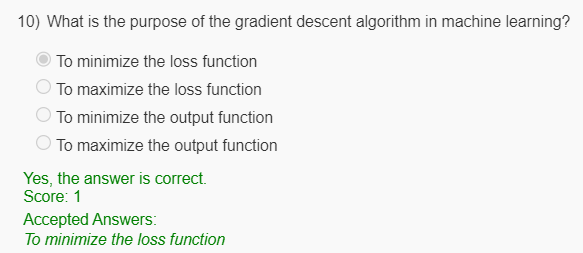 10) What is the purpose of the gradient descent algorithm in machine learning?
To minimize the loss function
To maximize the loss function
To minimize the output function
To maximize the output function
Yes, the answer is correct.
Score: 1
Accepted Answers:
To minimize the loss function